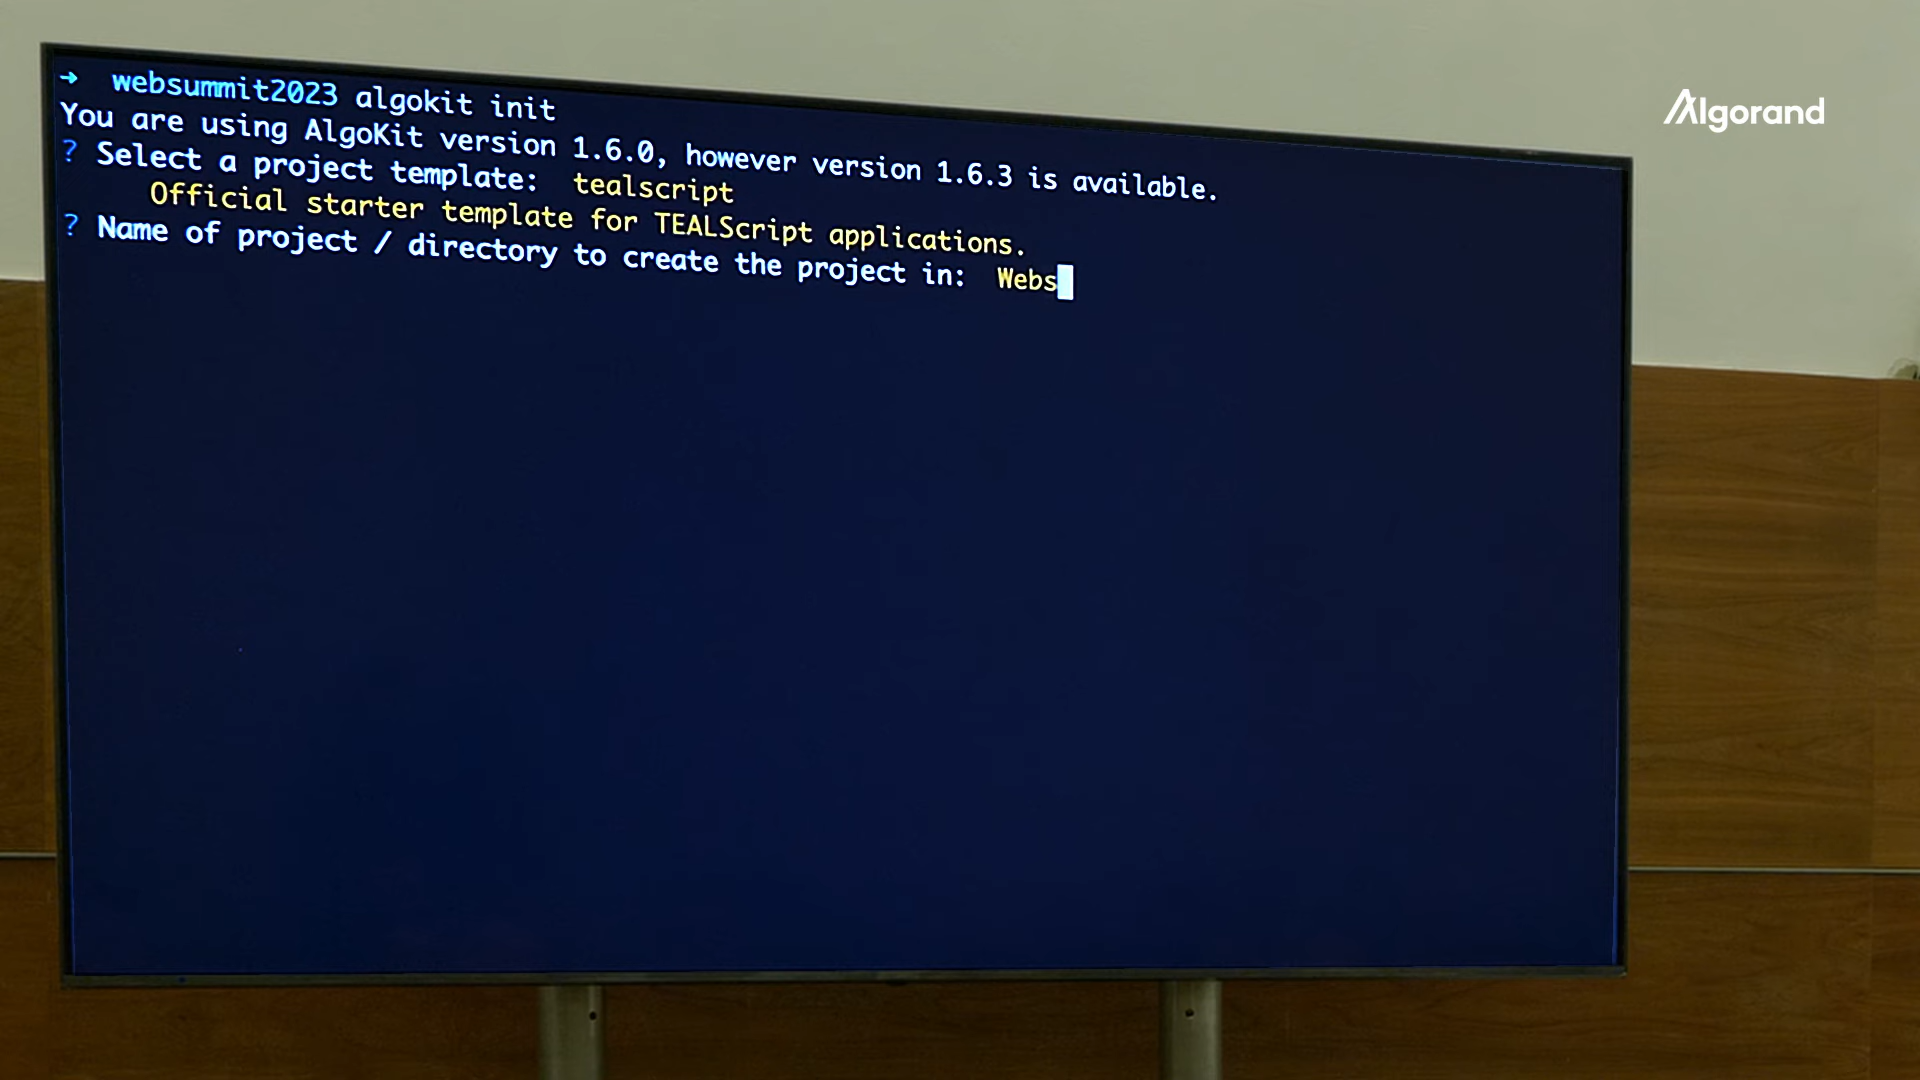 → websummit2023 algokit init
You are using AlgoKit version 1.6.0, however version 1.6.3 is available.
? Select a project template: tealscript
Official starter template for TEALScript applications.
? Name of project / directory to create the project in: Webs
Algorand